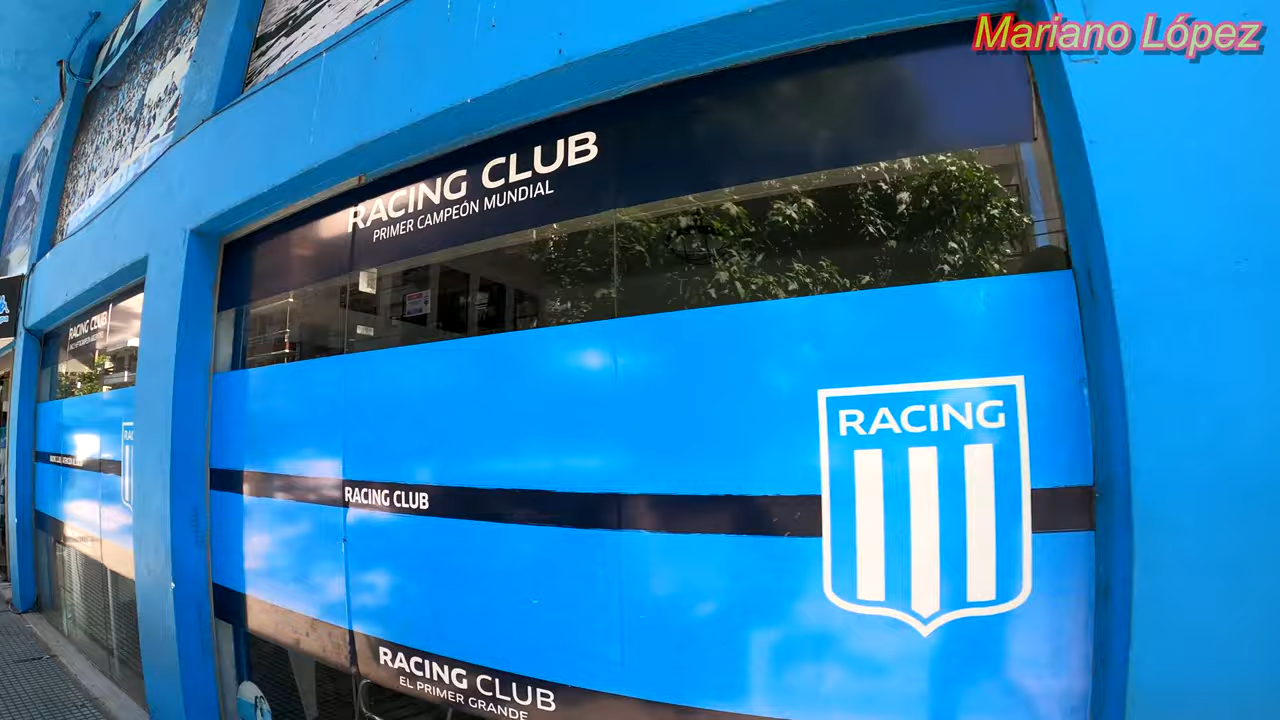 Mariano López
RACING CLUB
PRIMER CAMPEÓN MUNDIAL
RACING CLUB
RACING
RACING CLUB
RACING CLUB
EL PRIMER GRANDE